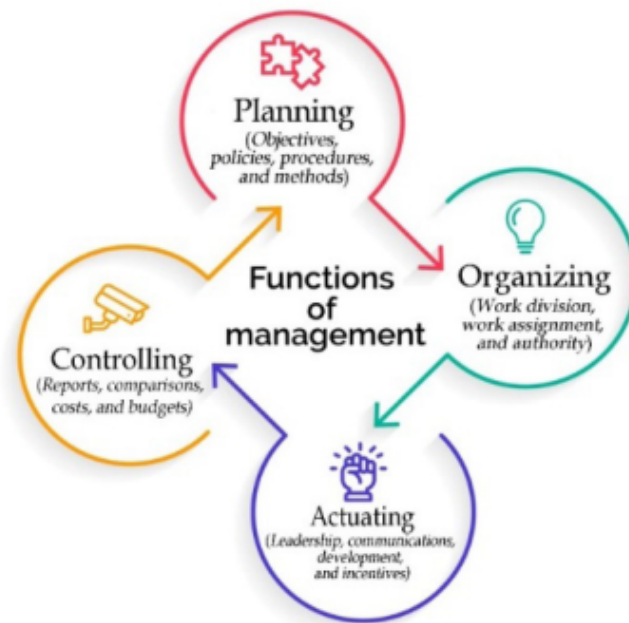 Planning
(Objectives,
policies, procedures,
and methods)
Organizing
(Work division,
work assignment,
and authority)
Functions
of
management
Controlling
(Reports, comparisons,
costs, and budgets)
Actuating
(Leadership, communications,
development,
and incentives)